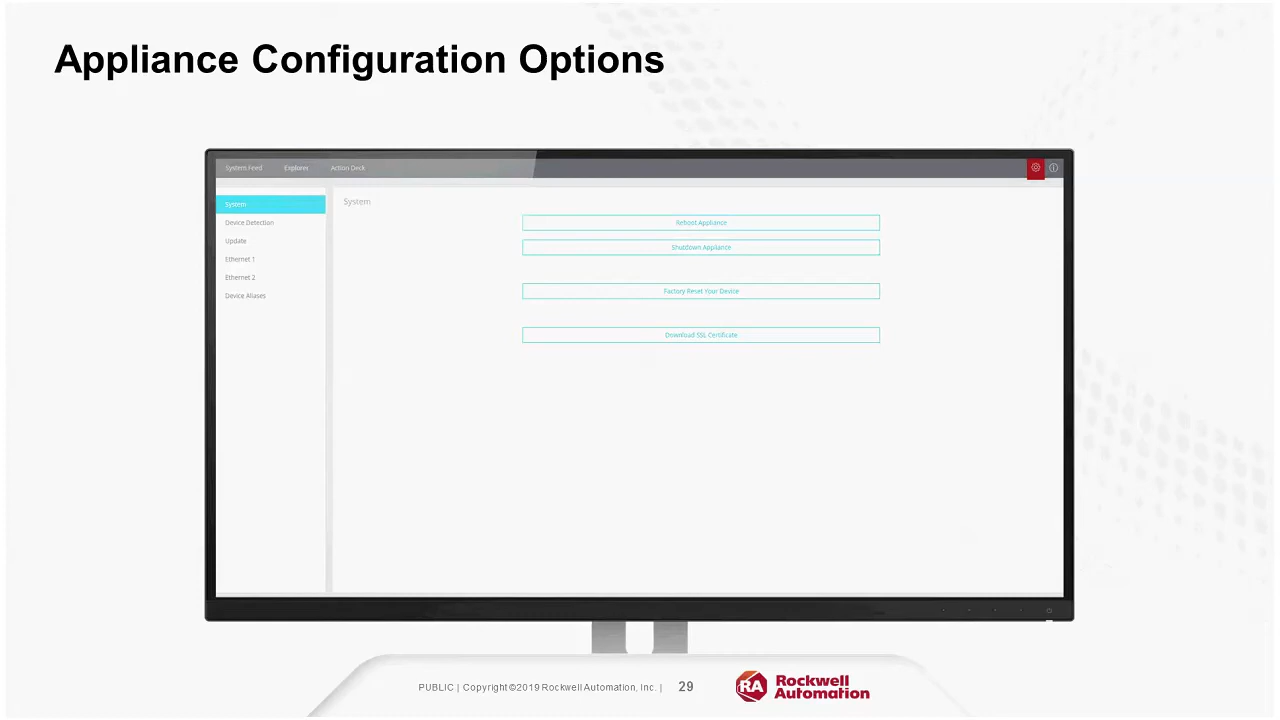 Appliance Configuration Options
System Feed
Explorer
Action Deck
System
Device Detection
Update
Ethernet 1
Ethernet 2
Device Aliases
System
Reboot Appliance
Shutdown Appliance
Factory Reset Your Device
Download SSL Certificate
PUBLIC | Copyright ©2019 Rockwell Automation, Inc. |
29
RA
Rockwell
Automation